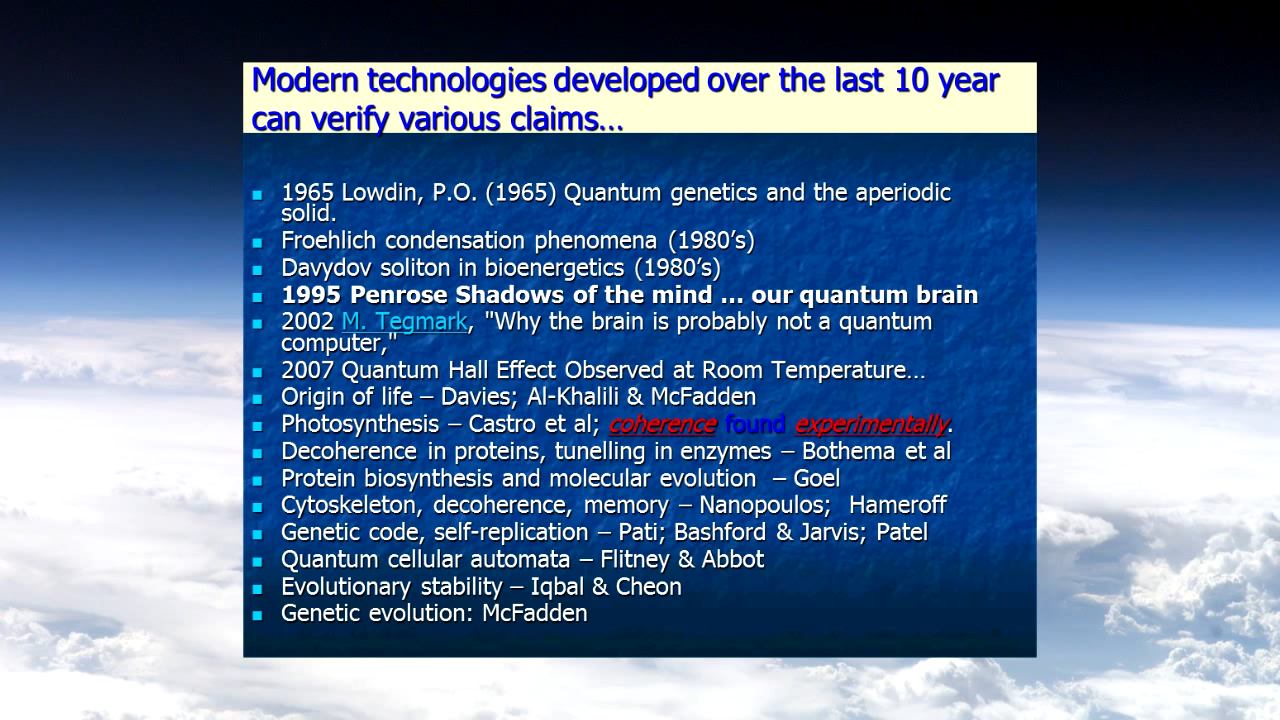 Modern technologies developed over the last 10 year
can verify various claims…
1965 Lowdin, P.O. (1965) Quantum genetics and the aperiodic
solid.
Froehlich condensation phenomena (1980’s)
Davydov soliton in bioenergetics (1980’s)
1995 Penrose Shadows of the mind … our quantum brain
2002 M. Tegmark, "Why the brain is probably not a quantum
computer,"
2007 Quantum Hall Effect Observed at Room Temperature…
Origin of life – Davies; Al-Khalili & McFadden
Photosynthesis – Castro et al; coherence found experimentally.
Decoherence in proteins, tunelling in enzymes – Bothema et al
Protein biosynthesis and molecular evolution – Goel
Cytoskeleton, decoherence, memory – Nanopoulos; Hameroff
Genetic code, self-replication – Pati; Bashford & Jarvis; Patel
Quantum cellular automata – Flitney & Abbot
Evolutionary stability – Iqbal & Cheon
Genetic evolution: McFadden